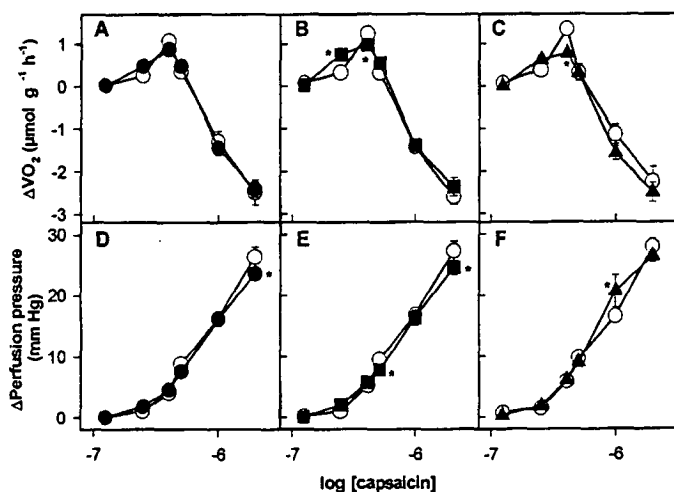 A B C
ΔVO₂ (μmol g⁻¹ h⁻¹)
1
0
-1
-2
-3
* * *
D E F
ΔPerfusion pressure
(mm Hg)
30
20
10
0
* * * *
-7 -6 -7 -6 -7 -6
log [capsaicin]